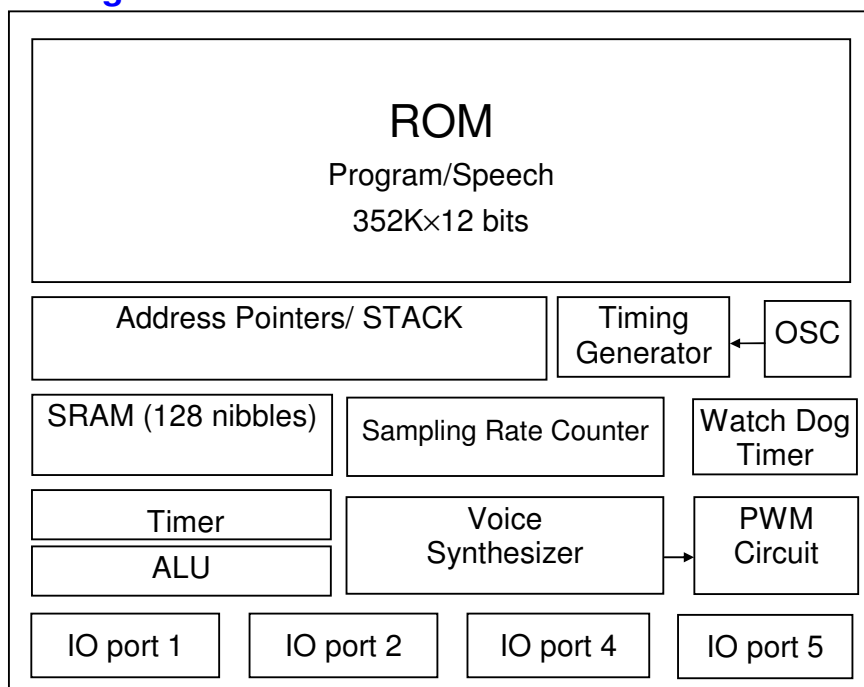 ROM
Program/Speech
352K×12 bits
Address Pointers/ STACK
Timing
Generator
OSC
SRAM (128 nibbles)
Sampling Rate Counter
Watch Dog
Timer
Timer
ALU
Voice
Synthesizer
PWM
Circuit
IO port 1
IO port 2
IO port 4
IO port 5